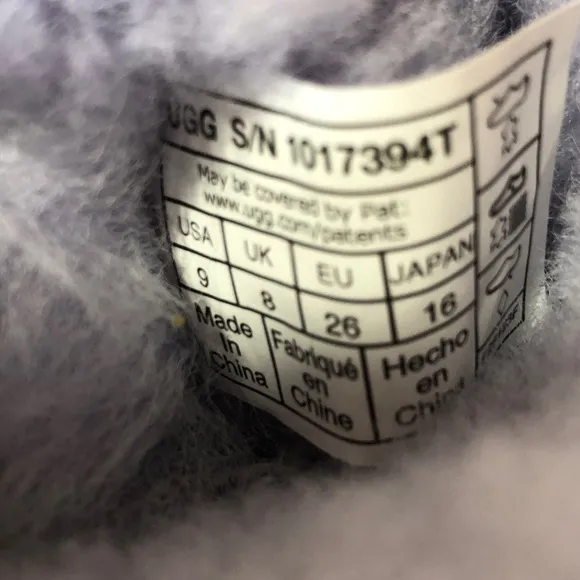 UGG S/N 1017394T
May be covered by Pat:
www.ugg.com/patents
USA UK EU JAPAN
9 8 26 16
Made in China
Fabriqué en Chine
Hecho en China